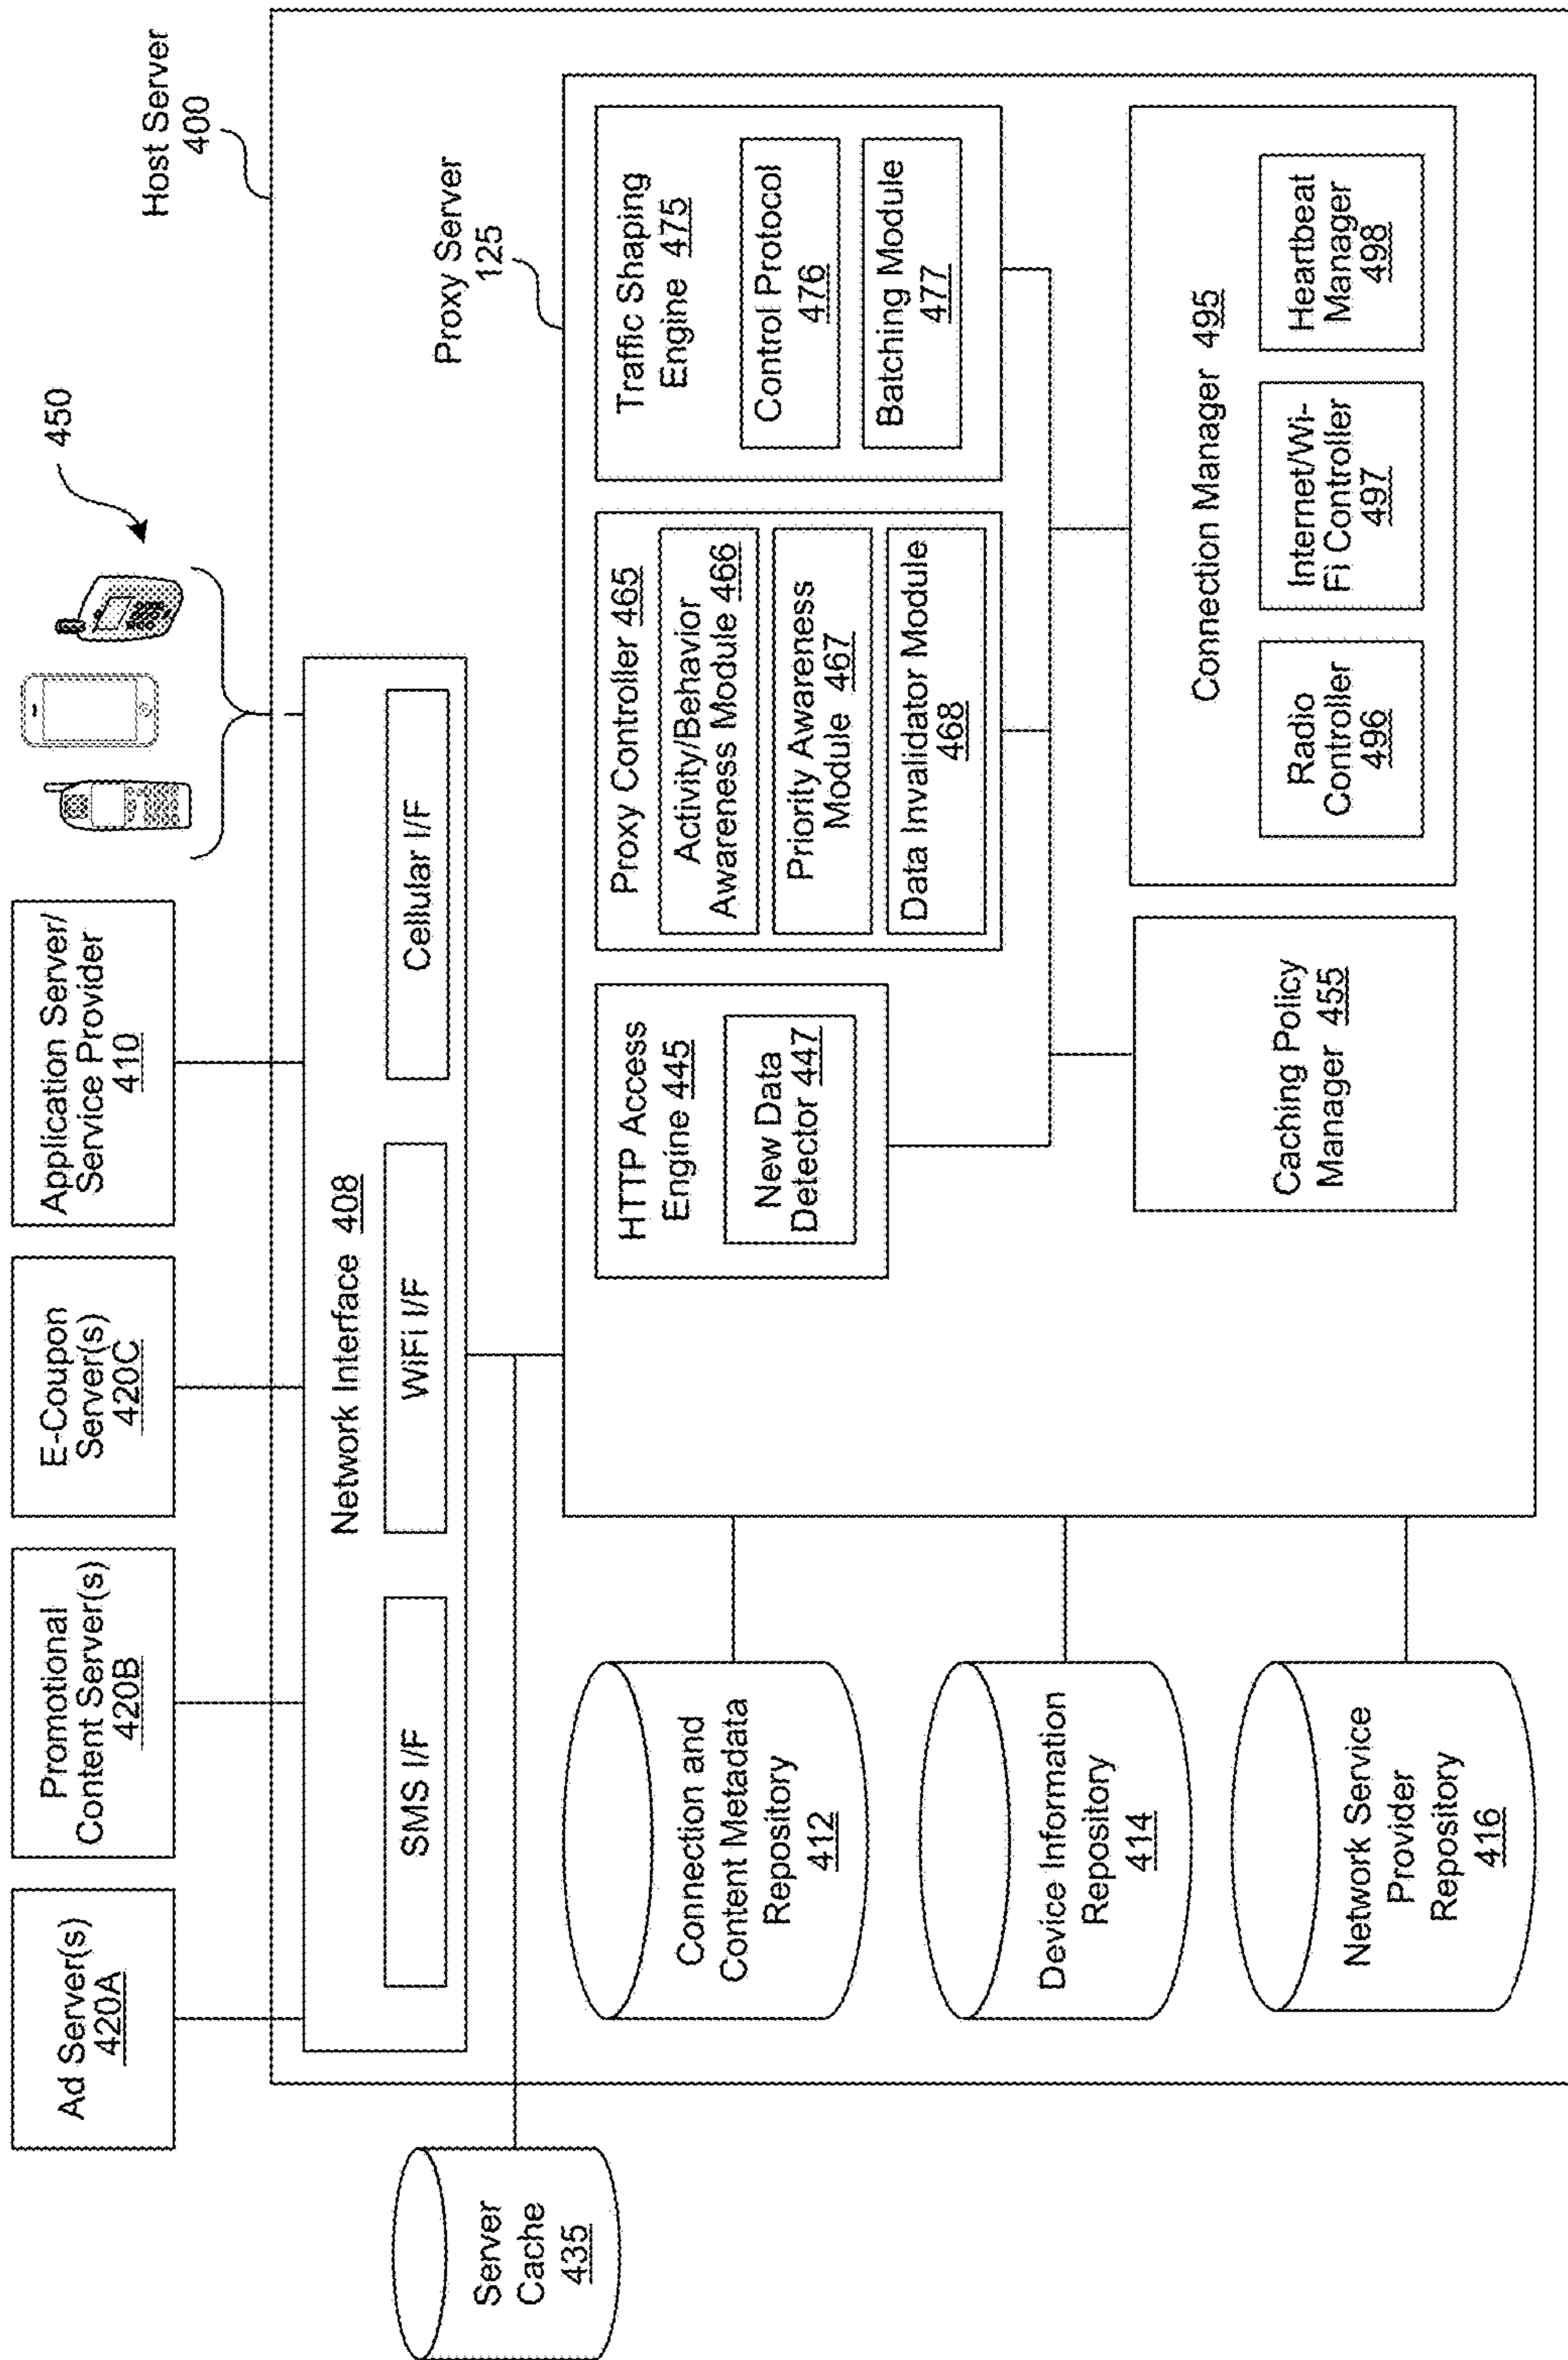 Ad Server(s)
420A
Promotional
Content Server(s)
420B
E-Coupon
Server(s)
420C
Application Server/
Service Provider
410
450
Host Server
400
Server
Cache
435
Network Interface 408
SMS I/F
WiFi I/F
Cellular I/F
Proxy Server
125
Connection and
Content Metadata
Repository
412
Device Information
Repository
414
Network Service
Provider
Repository
416
HTTP Access
Engine 445
New Data
Detector 447
Proxy Controller 465
Activity/Behavior
Awareness Module 466
Priority Awareness
Module 467
Data Invalidator Module
468
Traffic Shaping
Engine 475
Control Protocol
476
Batching Module
477
Caching Policy
Manager 455
Connection Manager 495
Radio
Controller
496
Internet/Wi-
Fi Controller
497
Heartbeat
Manager
498